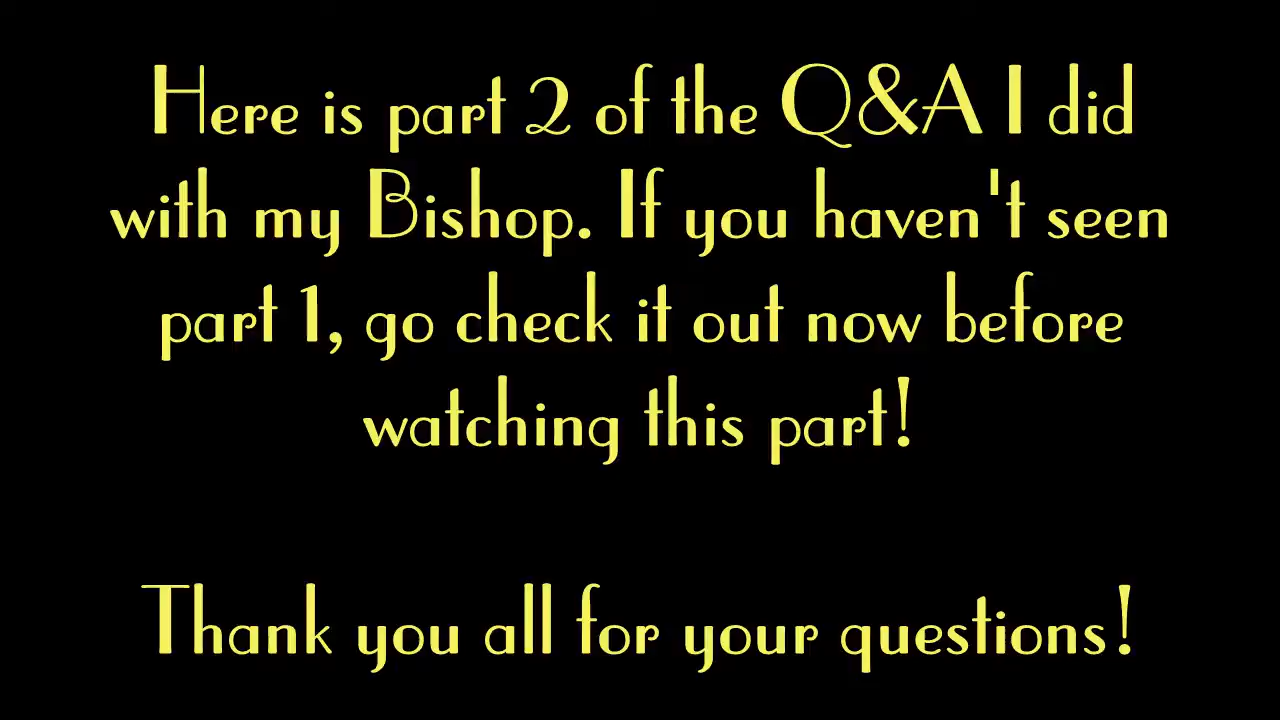 Here is part 2 of the Q&A I did
with my Bishop. If you haven't seen
part 1, go check it out now before
watching this part!
Thank you all for your questions!